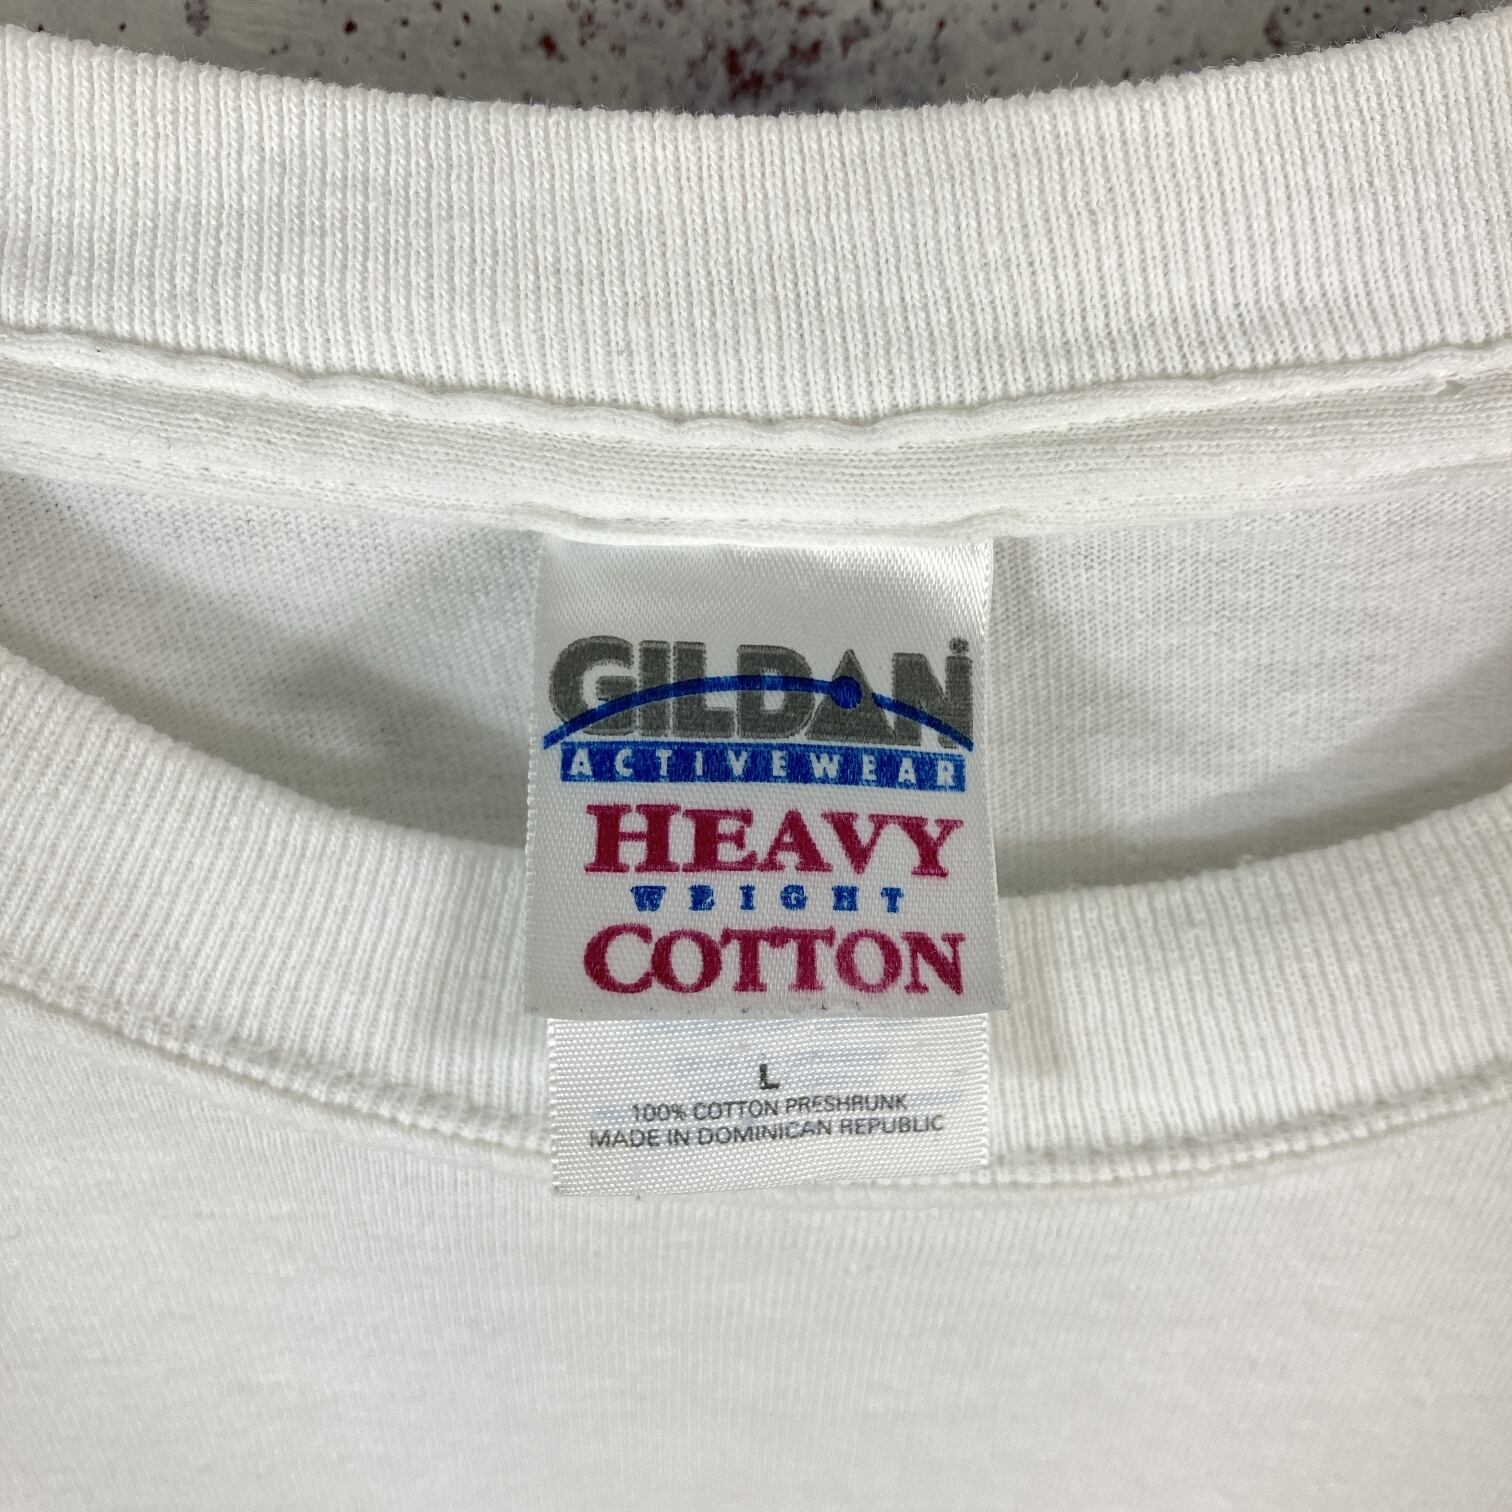 GILDAN®
ACTIVEWEAR
HEAVY
WEIGHT
COTTON
L
100% COTTON PRESHRUNK
MADE IN DOMINICAN REPUBLIC